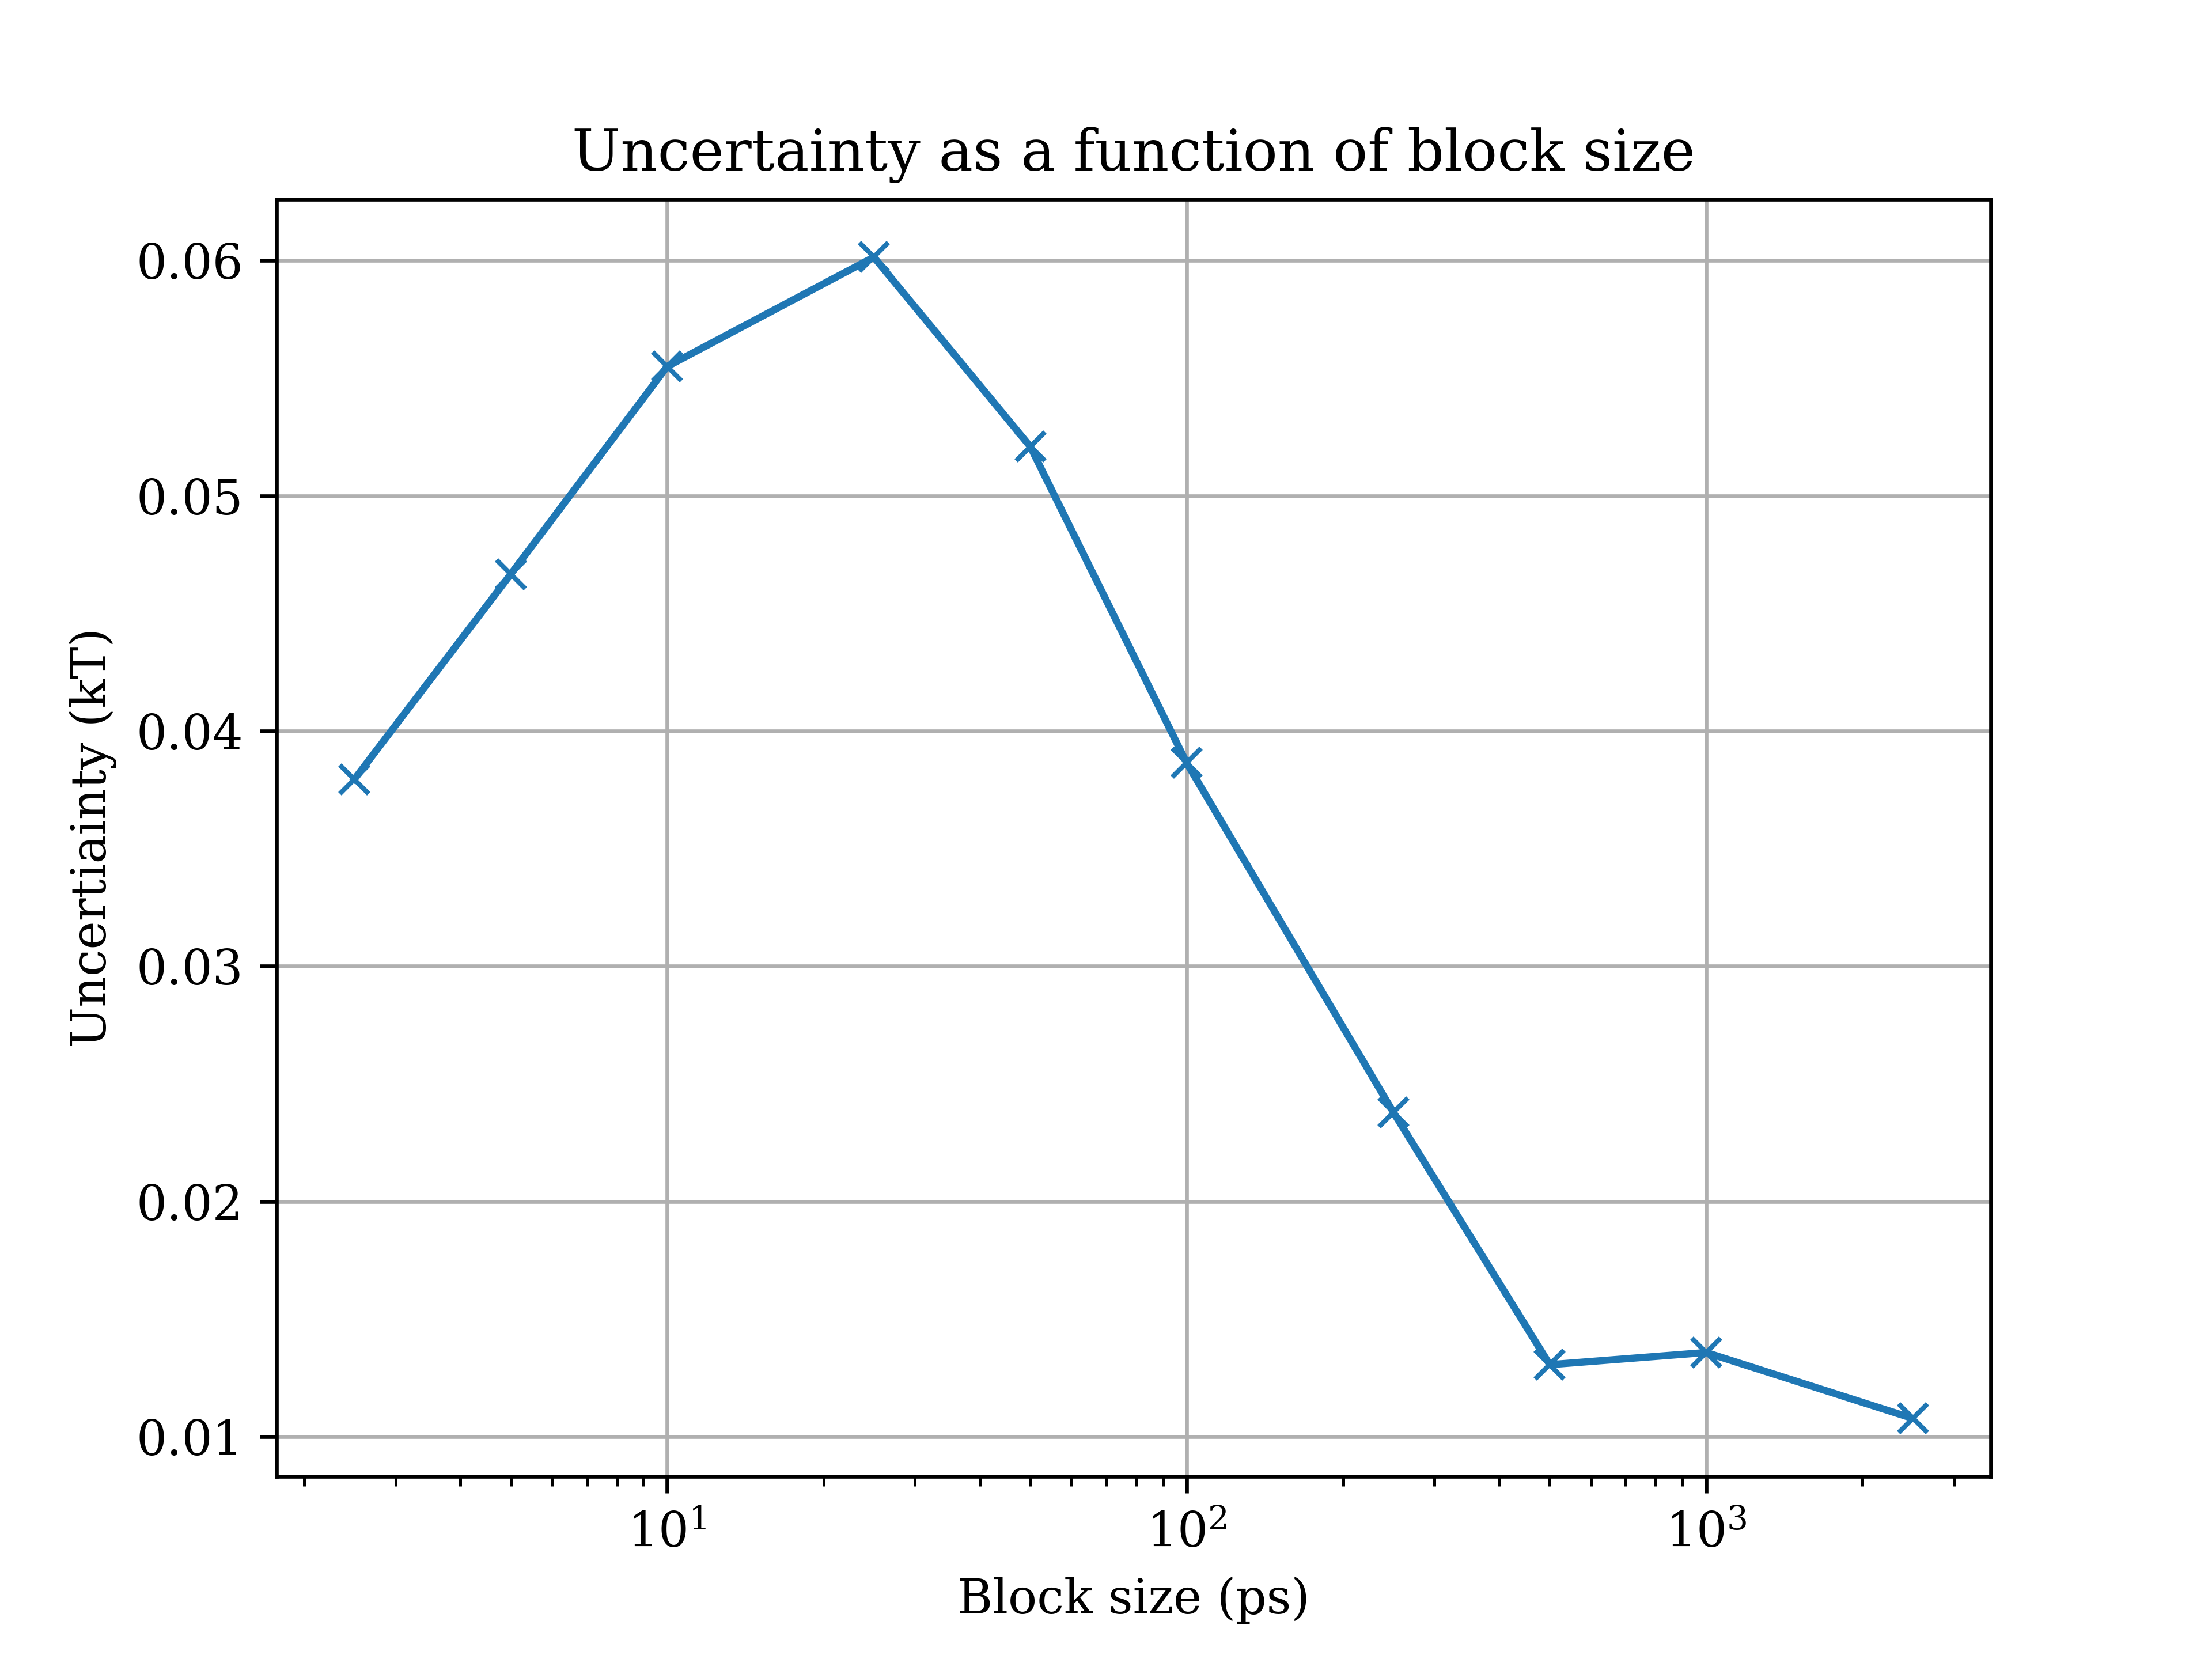 Uncertainty as a function of block size
0.06
0.05
0.04
0.03
0.02
0.01
Uncertiainty (kT)
10¹ 10² 10³
Block size (ps)